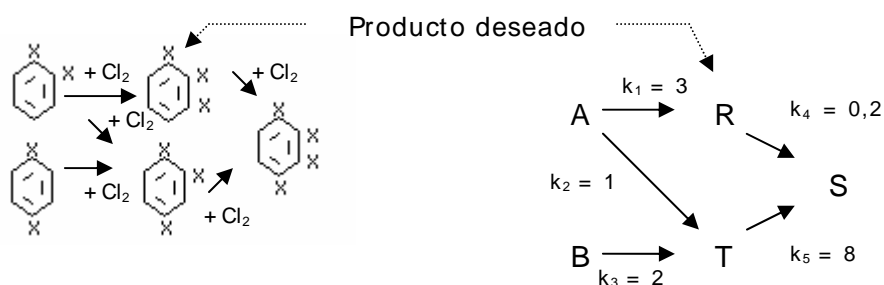 Producto deseado
X
X
+ Cl₂
X
X
X
+ Cl₂
+ Cl₂
X
X
X
X
X
+ Cl₂
X
X
X
+ Cl₂
X
k₁ = 3
A
R
k₄ = 0,2
k₂ = 1
S
B
T
k₃ = 2
k₅ = 8